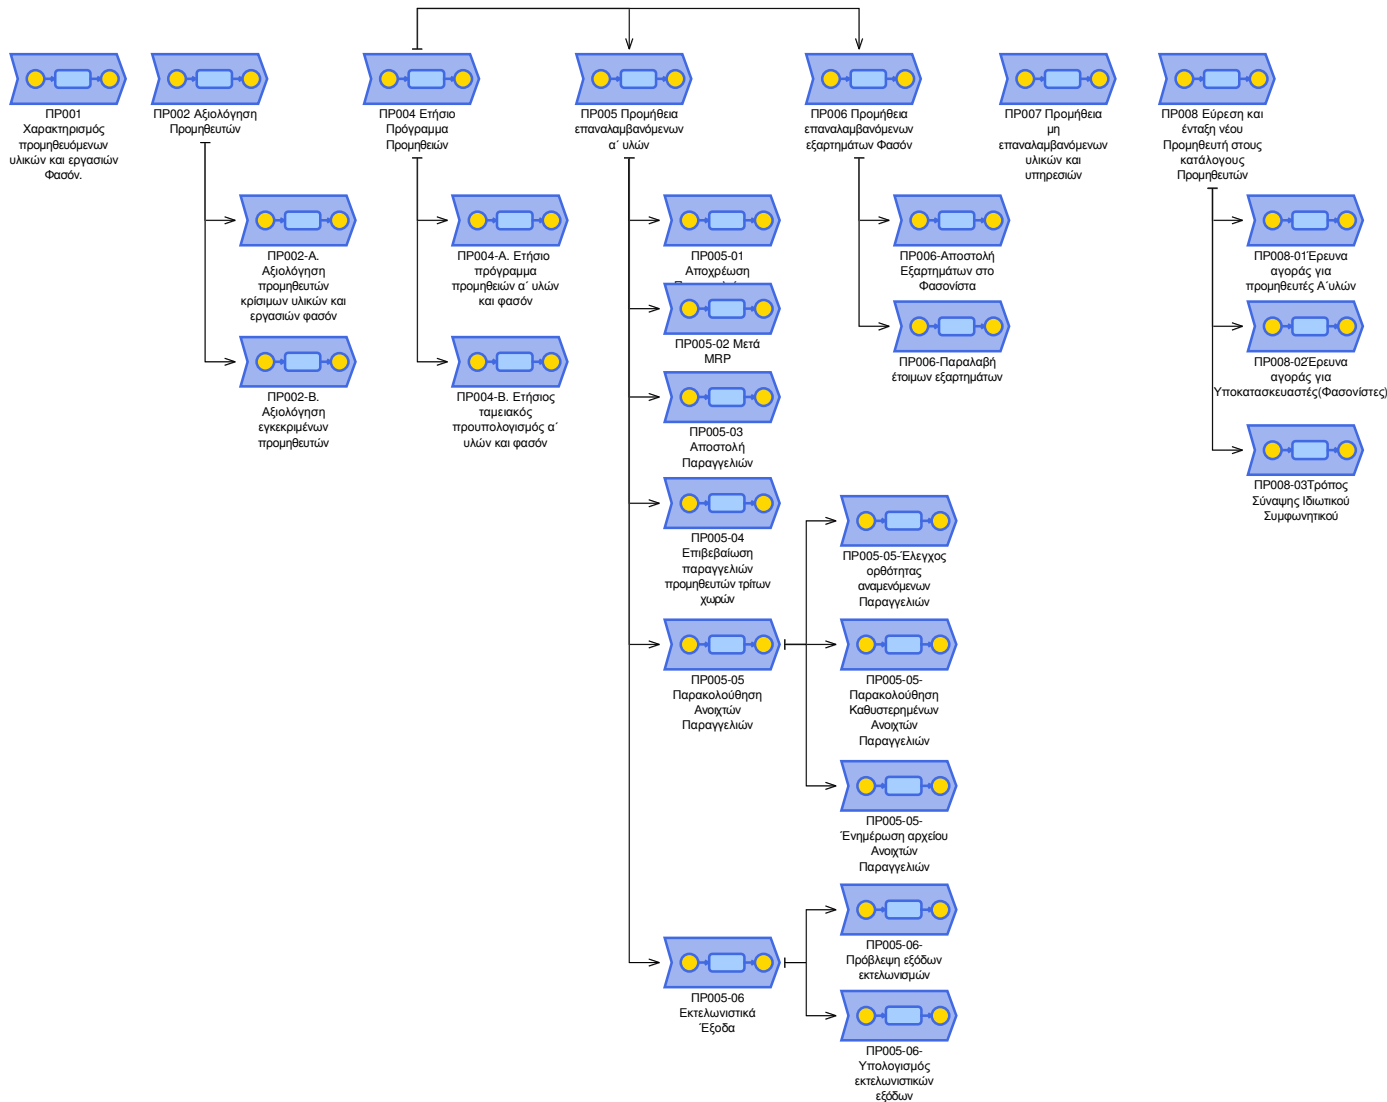 ΠΡ001
Χαρακτηρισμός
προμηθευόμενων
υλικών και εργασιών
Φασόν.
ΠΡ002 Αξιολόγηση
Προμηθευτών
ΠΡ004 Ετήσιο
Πρόγραμμα
Προμηθειών
ΠΡ005 Προμήθεια
επαναλαμβανόμενων
α΄ υλών
ΠΡ006 Προμήθεια
επαναλαμβανόμενων
εξαρτημάτων Φασόν
ΠΡ007 Προμήθεια
μη
επαναλαμβανόμενων
υλικών και
υπηρεσιών
ΠΡ008 Εύρεση και
ένταξη νέου
Προμηθευτή στους
κατάλογους
Προμηθευτών
ΠΡ002-Α.
Αξιολόγηση
προμηθευτών
κρίσιμων υλικών και
εργασιών φασόν
ΠΡ002-Β.
Αξιολόγηση
εγκεκριμένων
προμηθευτών
ΠΡ004-Α. Ετήσιο
πρόγραμμα
προμηθειών α΄ υλών
και φασόν
ΠΡ004-Β. Ετήσιος
ταμειακός
προυπολογισμός α΄
υλών και φασόν
ΠΡ005-01
Αποχρέωση
ΠΡ005-02 Μετά
MRP
ΠΡ005-03
Αποστολή
Παραγγελιών
ΠΡ005-04
Επιβεβαίωση
παραγγελιών
προμηθευτών τρίτων
χωρών
ΠΡ005-05
Παρακολούθηση
Ανοιχτών
Παραγγελιών
ΠΡ005-06
Εκτελωνιστικά
Έξοδα
ΠΡ005-05-Έλεγχος
ορθότητας
αναμενόμενων
Παραγγελιών
ΠΡ005-05-
Παρακολούθηση
Καθυστερημένων
Ανοιχτών
Παραγγελιών
ΠΡ005-05-
Ένημέρωση αρχείου
Ανοιχτών
Παραγγελιών
ΠΡ005-06-
Πρόβλεψη εξόδων
εκτελωνισμών
ΠΡ005-06-
Υπολογισμός
εκτελωνιστικών
εξόδων
ΠΡ006-Αποστολή
Εξαρτημάτων στο
Φασονίστα
ΠΡ006-Παραλαβή
έτοιμων εξαρτημάτων
ΠΡ008-01Έρευνα
αγοράς για
προμηθευτές Α΄υλών
ΠΡ008-02Έρευνα
αγοράς για
Υποκατασκευαστές(Φασονίστες)
ΠΡ008-03Τρόπος
Σύναψης Ιδιωτικού
Συμφωνητικού